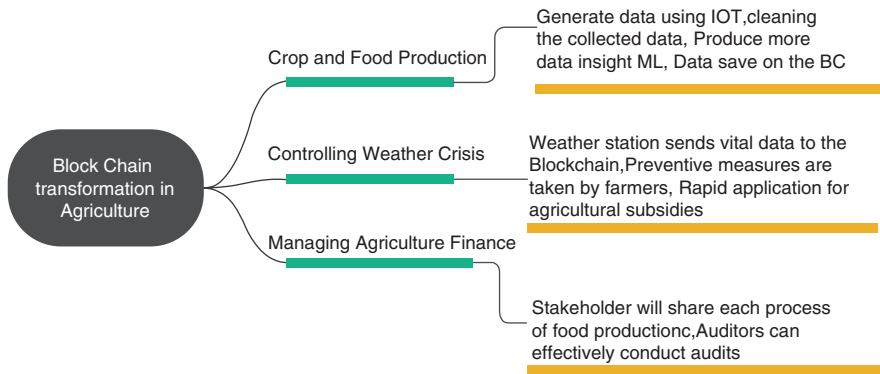 Block Chain
transformation in
Agriculture
Crop and Food Production
Generate data using IOT,cleaning
the collected data, Produce more
data insight ML, Data save on the BC
Controlling Weather Crisis
Weather station sends vital data to the
Blockchain,Preventive measures are
taken by farmers, Rapid application for
agricultural subsidies
Managing Agriculture Finance
Stakeholder will share each process
of food productionc,Auditors can
effectively conduct audits